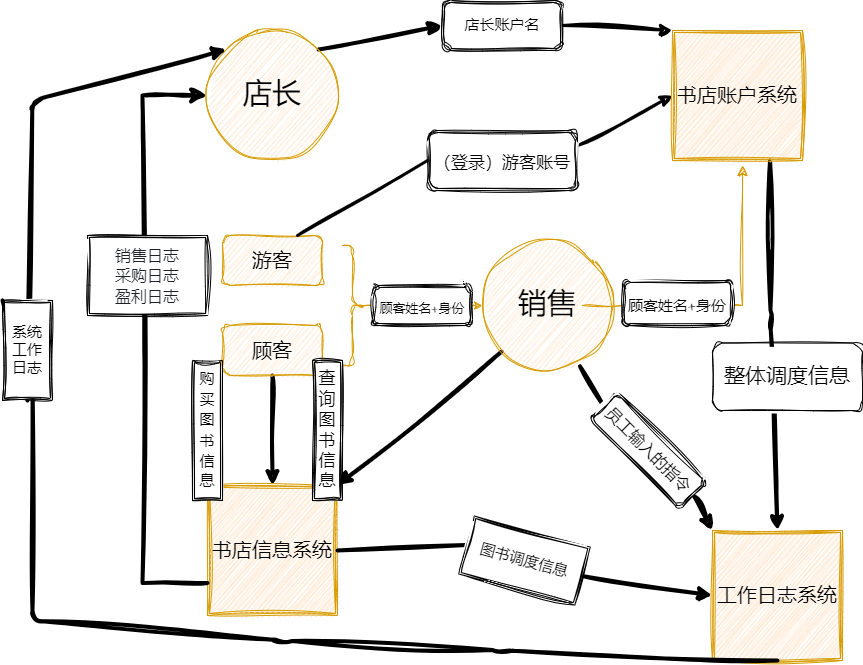 店长账户名
店长
书店账户系统
（登录）游客账号
销售日志
采购日志
盈利日志
游客
顾客姓名+身份
销售
顾客姓名+身份
系统
工作
日志
顾客
整体调度信息
购
买
图
书
信
息
查
询
图
书
信
息
员工输入的指令
书店信息系统
图书调度信息
工作日志系统